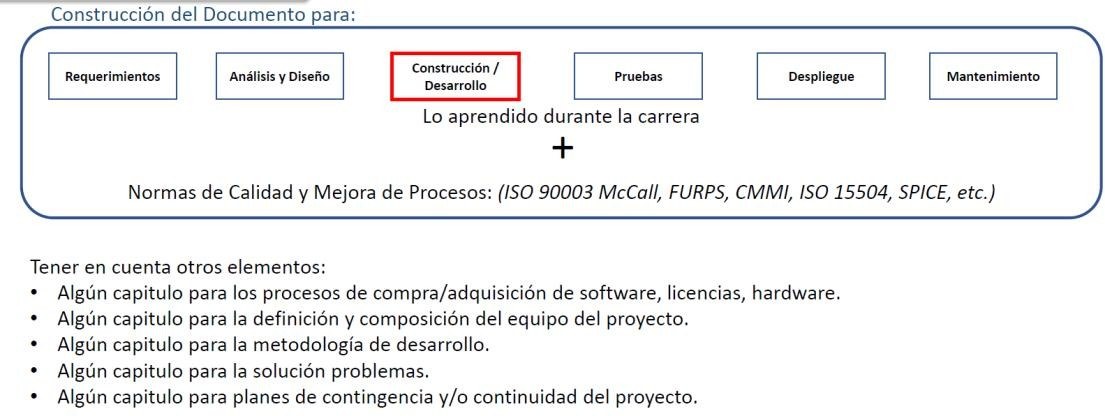 Construcción del Documento para:
Requerimientos
Análisis y Diseño
Construcción /
Desarrollo
Pruebas
Despliegue
Mantenimiento
Lo aprendido durante la carrera
+
Normas de Calidad y Mejora de Procesos: (ISO 90003 McCall, FURPS, CMMI, ISO 15504, SPICE, etc.)
Tener en cuenta otros elementos:
• Algún capitulo para los procesos de compra/adquisición de software, licencias, hardware.
• Algún capitulo para la definición y composición del equipo del proyecto.
• Algún capitulo para la metodología de desarrollo.
• Algún capitulo para la solución problemas.
• Algún capitulo para planes de contingencia y/o continuidad del proyecto.